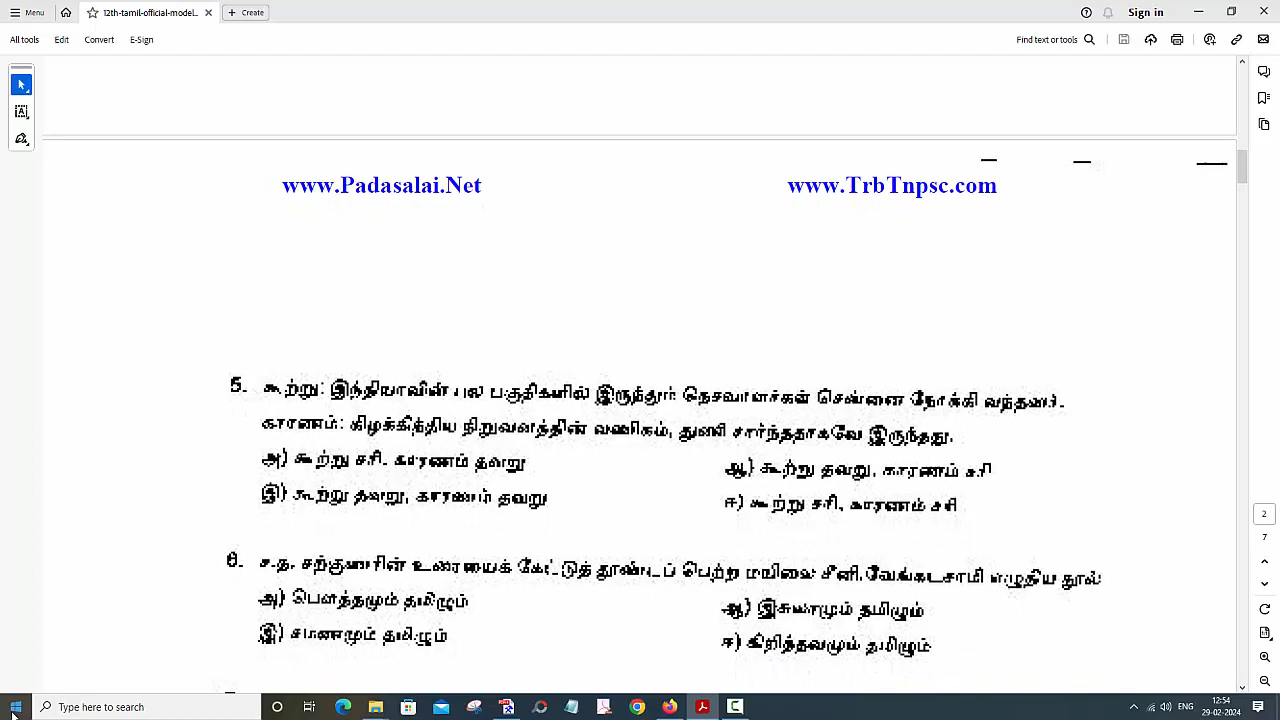 Menu 12th-tamil-official-model... Create Sign in
All tools Edit Convert E-Sign Find text or tools
www.Padasalai.Net www.TrbTnpsc.com
5. கூற்று: இந்தியாவின் பல பகுதிகளில் இருந்தும் நெசவாளர்கள் சென்னை நோக்கி வந்தனர்.
காரணம்: கிழக்கிந்திய நிறுவனத்தின் வணிகம், துணி சார்ந்ததாகவே இருந்தது.
அ) கூற்று சரி, காரணம் தவறு ஆ) கூற்று தவறு, காரணம் சரி
இ) கூற்று தவறு, காரணம் தவறு ஈ) கூற்று சரி, காரணம் சரி
6. ச.த. சற்குணரின் உரையைக் கேட்டுத் தூண்டப் பெற்ற மயிலை சீனி.வேங்கடசாமி எழுதிய நூல்
அ) பௌத்தமும் தமிழும் ஆ) இசுலாமும் தமிழும்
இ) சமணமும் தமிழும் ஈ) கிறித்தவமும் தமிழும்
2
7
Type here to search ENG 12:54
29-02-2024